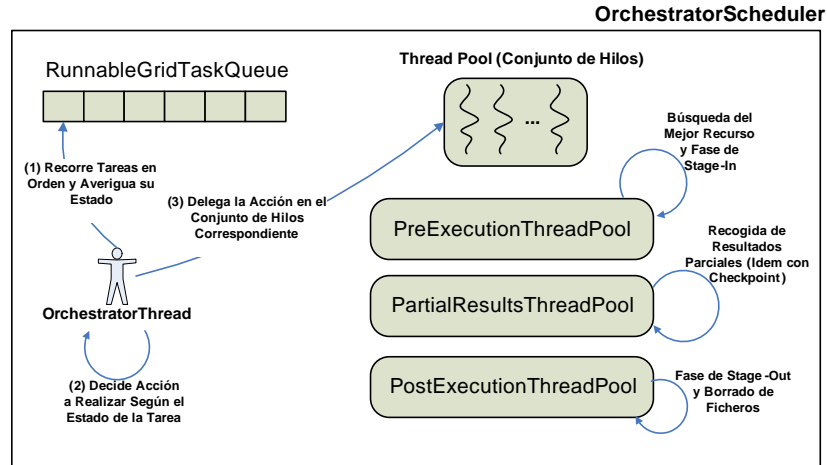 OrchestratorScheduler
RunnableGridTaskQueue
Thread Pool (Conjunto de Hilos)
...
(1) Recorre Tareas en
Orden y Averigua su
Estado
(3) Delega la Acción en el
Conjunto de Hilos
Correspondiente
Búsqueda del
Mejor Recurso
y Fase de
Stage-In
PreExecutionThreadPool
Recogida de
Resultados
Parciales (Idem con
Checkpoint)
PartialResultsThreadPool
OrchestratorThread
(2) Decide Acción
a Realizar Según el
Estado de la Tarea
PostExecutionThreadPool
Fase de Stage-Out
y Borrado de
Ficheros